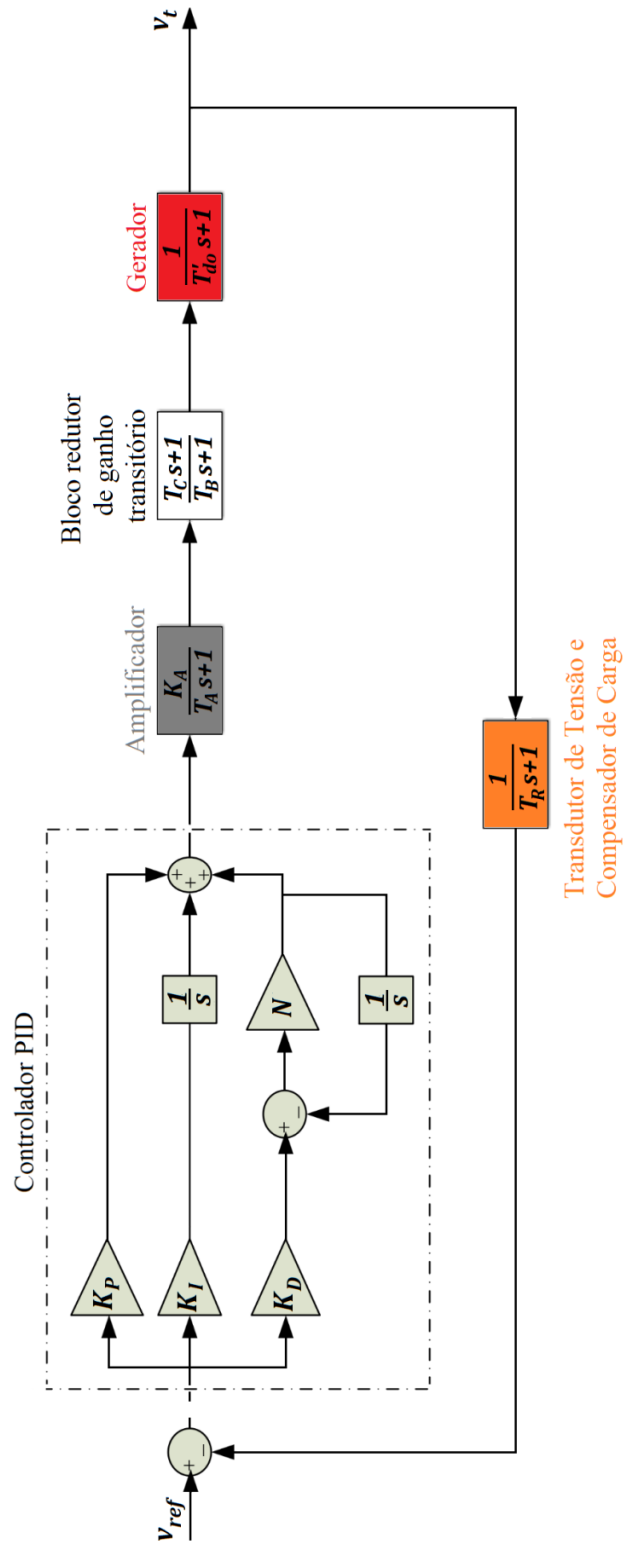 Controlador PID
v_ref
+
−
K_P
K_I
K_D
1/s
+
−
N
1/s
+
+
+
Amplificador
K_A/(T_A s+1)
Bloco redutor
de ganho
transitório
(T_C s+1)/(T_B s+1)
Gerador
1/(T'_do s+1)
v_t
1/(T_R s+1)
Transdutor de Tensão e
Compensador de Carga